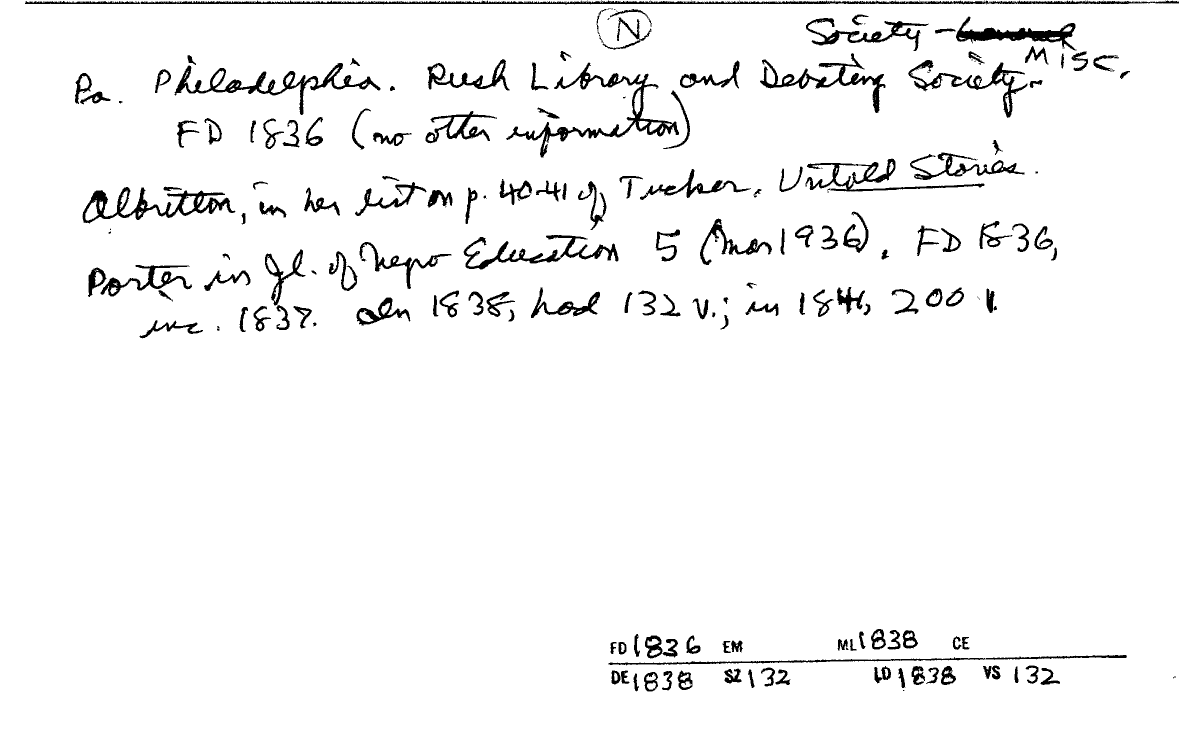 N
Society - Misc.
Pa. Philadelphia. Rush Library and Debating Society.
FD 1836 (no other information)
Albritton, in her list on p. 40-41 of Tucker, Untold Stories.
Porter in Jl. of Negro Education 5 (Mar 1936). FD 1836,
inc. 1837. In 1838, had 132 v.; in 1841, 200 v.
FD 1836 EM ML 1838 CE
DE 1838 SZ 132 LD 1838 VS 132